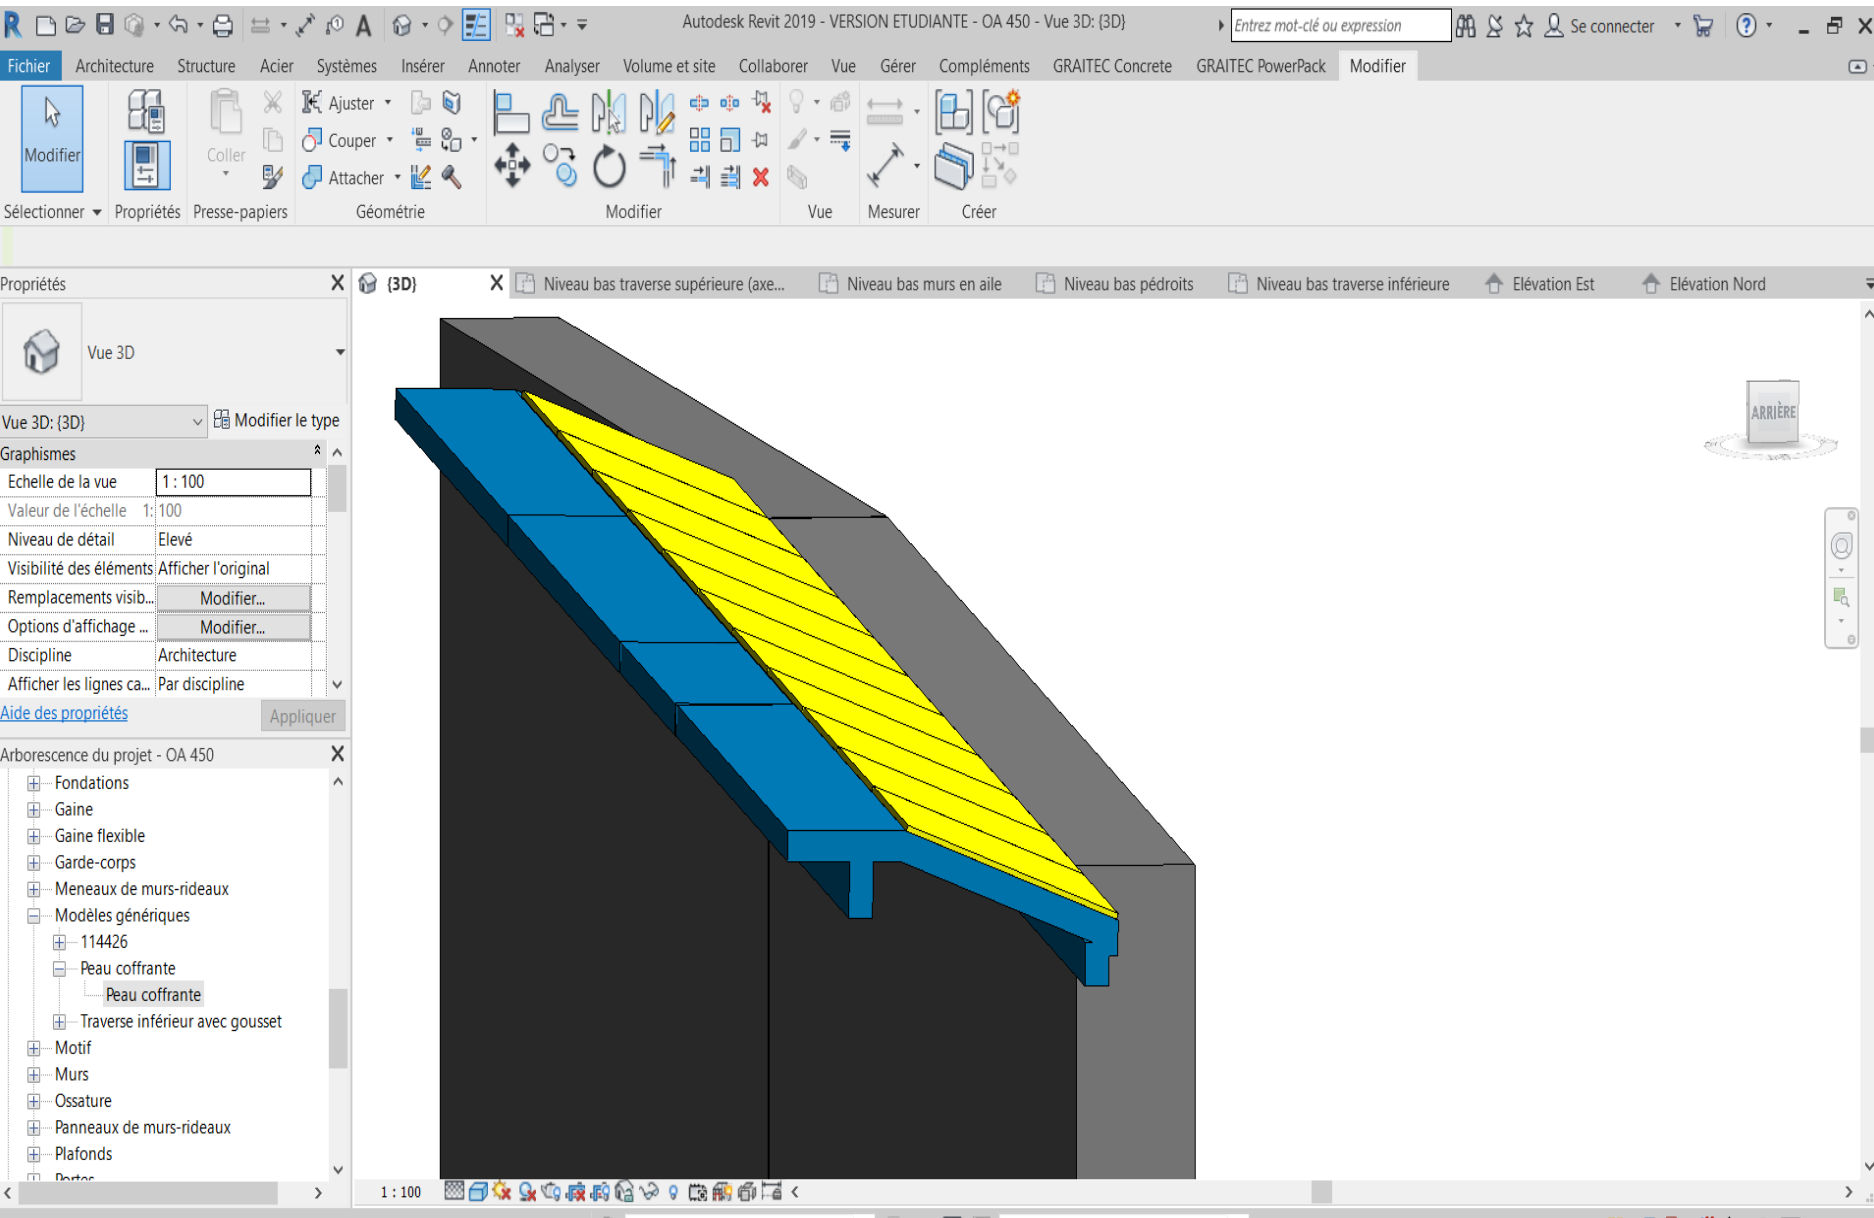 Autodesk Revit 2019 - VERSION ETUDIANTE - OA 450 - Vue 3D: {3D}
Entrez mot-clé ou expression
Se connecter
Fichier Architecture Structure Acier Systèmes Insérer Annoter Analyser Volume et site Collaborer Vue Gérer Compléments GRAITEC Concrete GRAITEC PowerPack Modifier
Modifier
Coller
Ajuster
Couper
Attacher
Sélectionner Propriétés Presse-papiers Géométrie Modifier Vue Mesurer Créer
Propriétés
{3D}
Niveau bas traverse supérieure (axe...
Niveau bas murs en aile
Niveau bas pédroits
Niveau bas traverse inférieure
Elévation Est
Elévation Nord
Vue 3D
Vue 3D: {3D}
Modifier le type
Graphismes
Echelle de la vue 1 : 100
Valeur de l'échelle 1: 100
Niveau de détail Elevé
Visibilité des éléments Afficher l'original
Remplacements visib... Modifier...
Options d'affichage ... Modifier...
Discipline Architecture
Afficher les lignes ca... Par discipline
Aide des propriétés
Appliquer
ARRIÈRE
Arborescence du projet - OA 450
Fondations
Gaine
Gaine flexible
Garde-corps
Meneaux de murs-rideaux
Modèles génériques
114426
Peau coffrante
Peau coffrante
Traverse inférieur avec gousset
Motif
Murs
Ossature
Panneaux de murs-rideaux
Plafonds
Portes
1 : 100